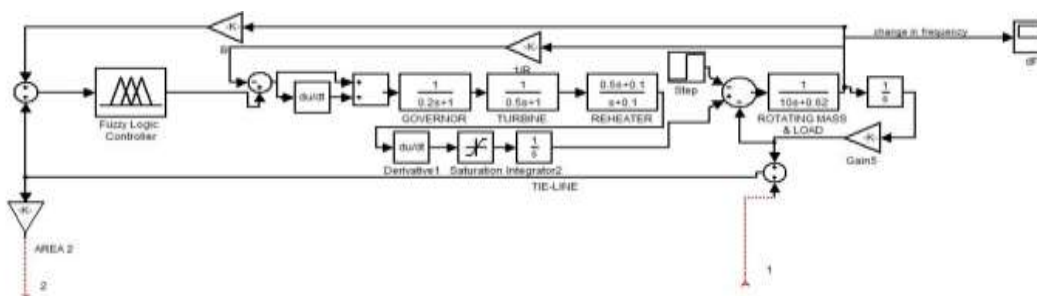 -K-
change in frequency
B
-K-
dF
1/R
Step
Fuzzy Logic
Controller
du/dt
1
0.2s+1
GOVERNOR
1
0.5s+1
TURBINE
0.5s+0.1
s+0.1
REHEATER
1
10s+0.62
ROTATING MASS
& LOAD
1
s
-K-
Gain5
du/dt
Derivative1
Saturation
1
s
Integrator2
TIE-LINE
-K-
AREA 2
2
1